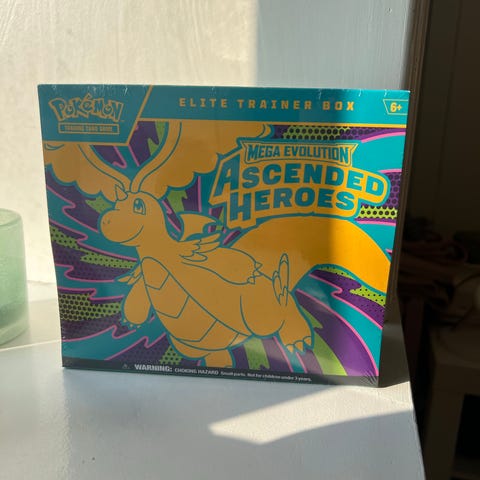 POKéMON
TRADING CARD GAME
ELITE TRAINER BOX
6+
MEGA EVOLUTION
ASCENDED
HEROES
⚠ WARNING: CHOKING HAZARD Small parts. Not for children under 3 years.